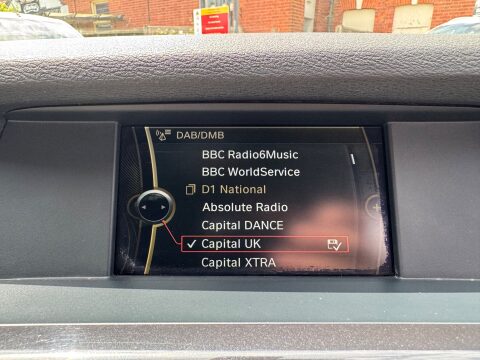 DAB/DMB
BBC Radio6Music
BBC WorldService
D1 National
Absolute Radio
Capital DANCE
Capital UK
Capital XTRA